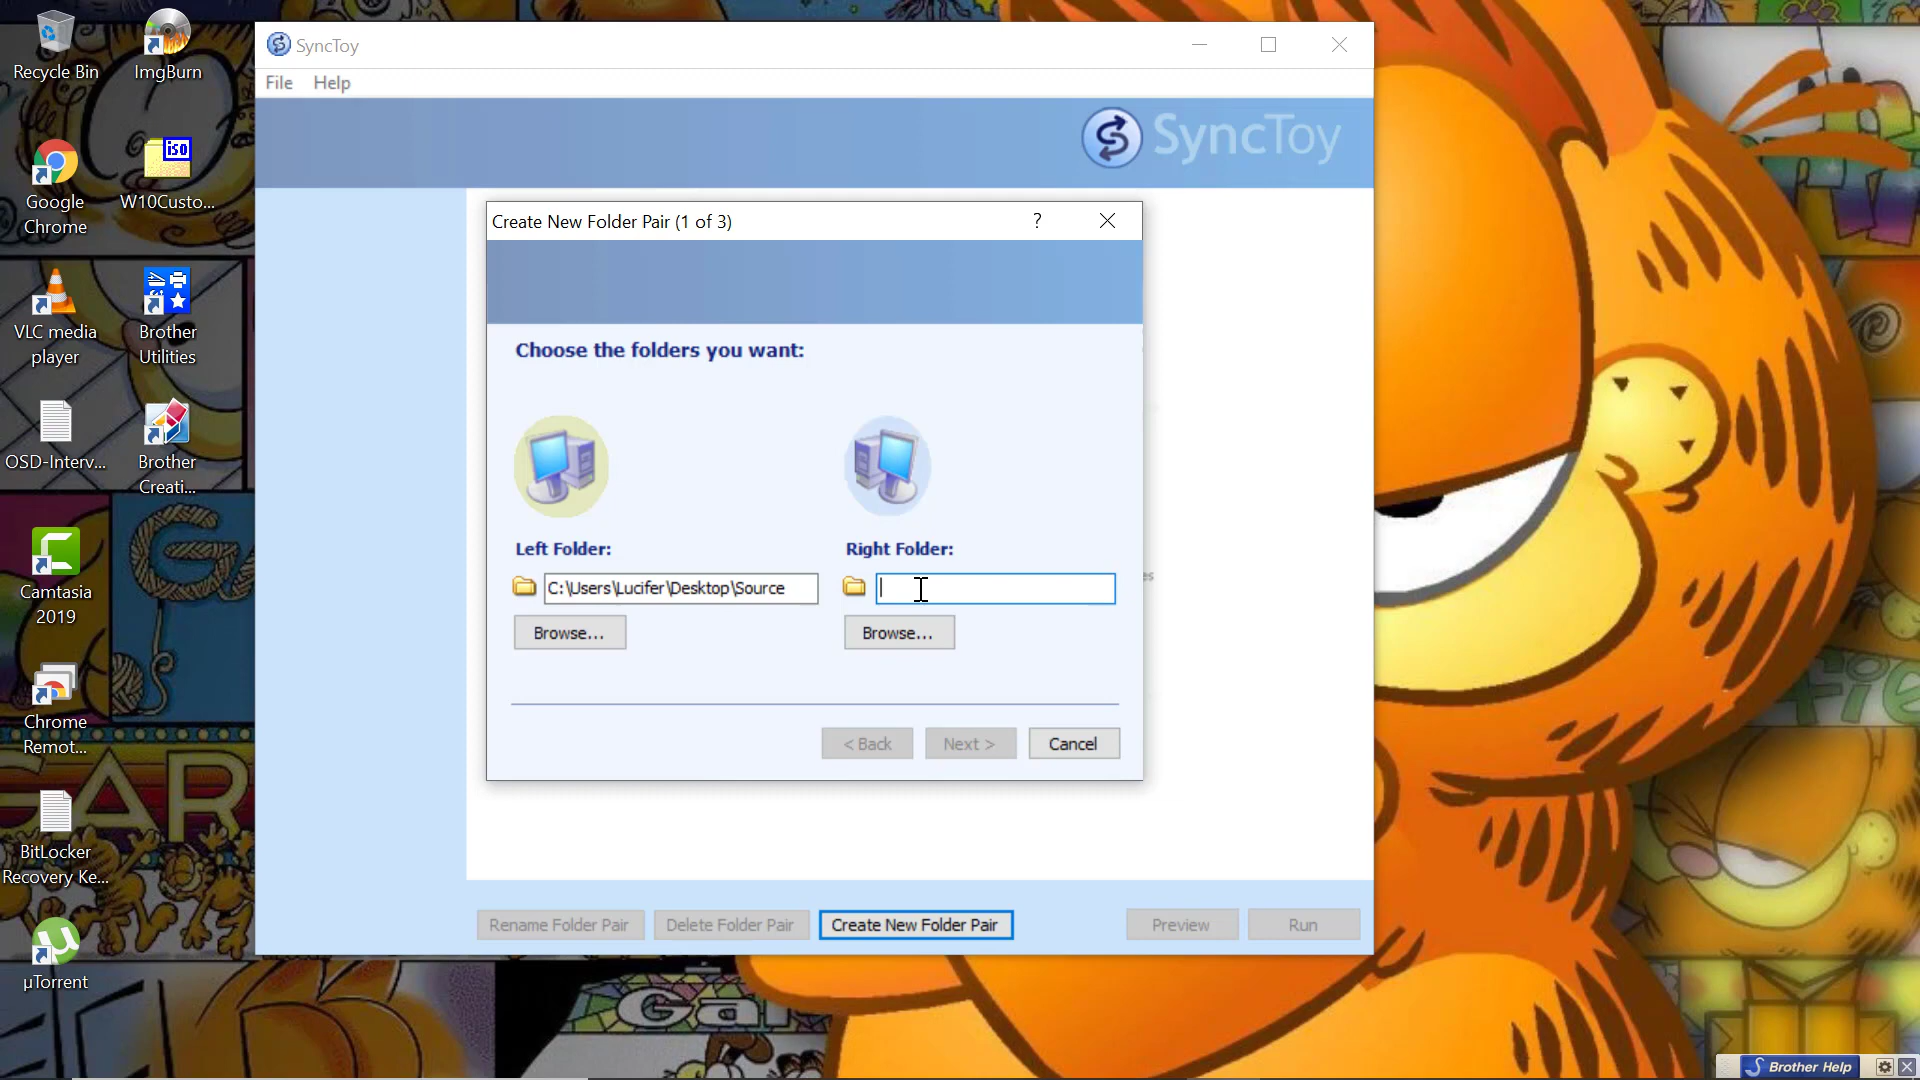 Recycle Bin
ImgBurn
Google
Chrome
iso
W10Custo...
VLC media
player
Brother
Utilities
OSD-Interv...
Brother
Creati...
Camtasia
2019
Chrome
Remot...
BitLocker
Recovery Ke...
µTorrent
SyncToy
File
Help
SyncToy
Create New Folder Pair (1 of 3)
?
Choose the folders you want:
Left Folder:
Right Folder:
C:\Users\Lucifer\Desktop\Source
Browse...
Browse...
< Back
Next >
Cancel
Rename Folder Pair
Delete Folder Pair
Create New Folder Pair
Preview
Run
GAR
Ga
Brother Help